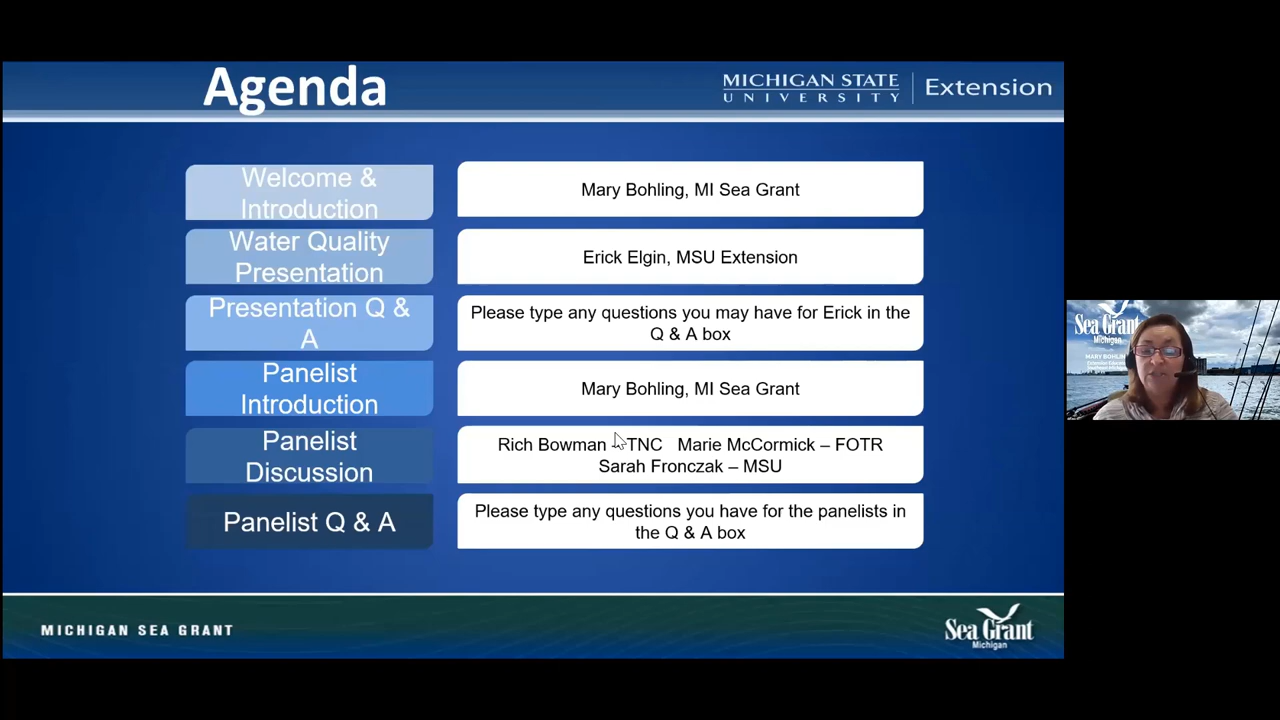 Agenda
MICHIGAN STATE
UNIVERSITY
Extension
Welcome &
Introduction
Mary Bohling, MI Sea Grant
Water Quality
Presentation
Erick Elgin, MSU Extension
Presentation Q &
A
Please type any questions you may have for Erick in the
Q & A box
Panelist
Introduction
Mary Bohling, MI Sea Grant
Panelist
Discussion
Rich Bowman – TNC Marie McCormick – FOTR
Sarah Fronczak – MSU
Panelist Q & A
Please type any questions you have for the panelists in
the Q & A box
MICHIGAN SEA GRANT
Sea Grant
Michigan
Sea Grant
Michigan
MARY BOHLIN